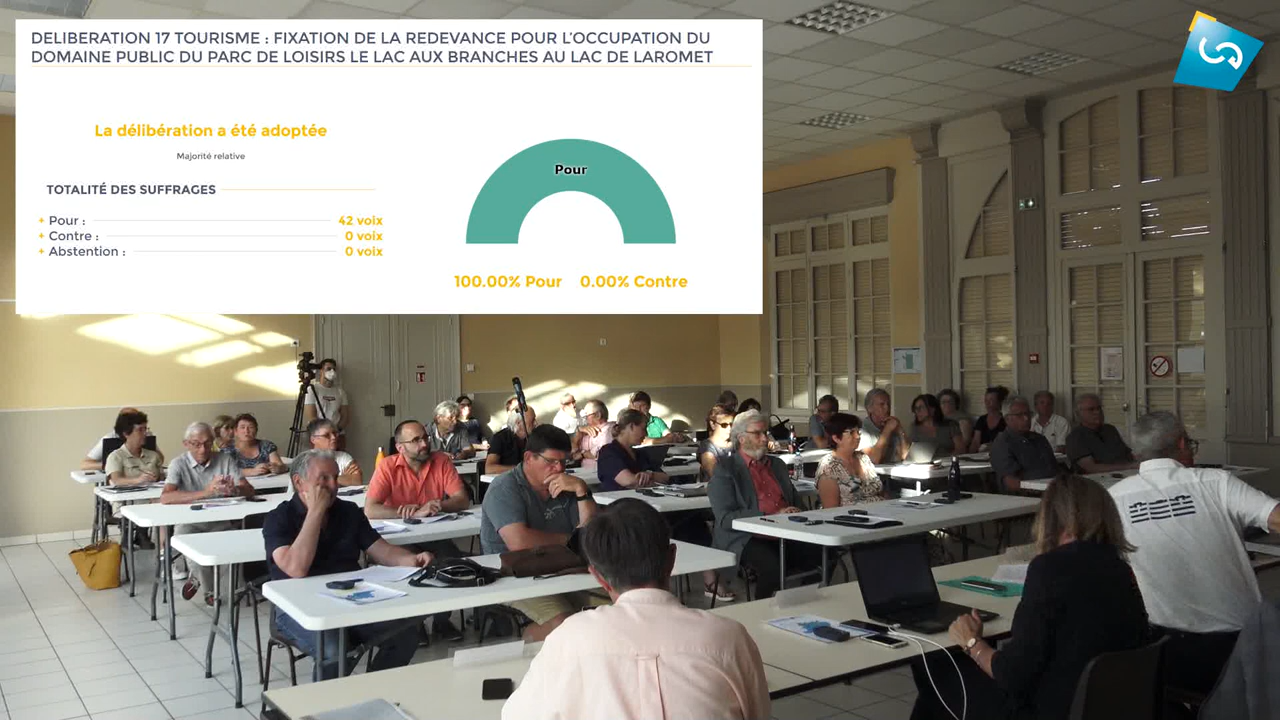 DELIBERATION 17 TOURISME : FIXATION DE LA REDEVANCE POUR L'OCCUPATION DU
DOMAINE PUBLIC DU PARC DE LOISIRS LE LAC AUX BRANCHES AU LAC DE LAROMET
La délibération a été adoptée
Majorité relative
TOTALITÉ DES SUFFRAGES
+ Pour : 42 voix
+ Contre : 0 voix
+ Abstention : 0 voix
Pour
100.00% Pour 0.00% Contre